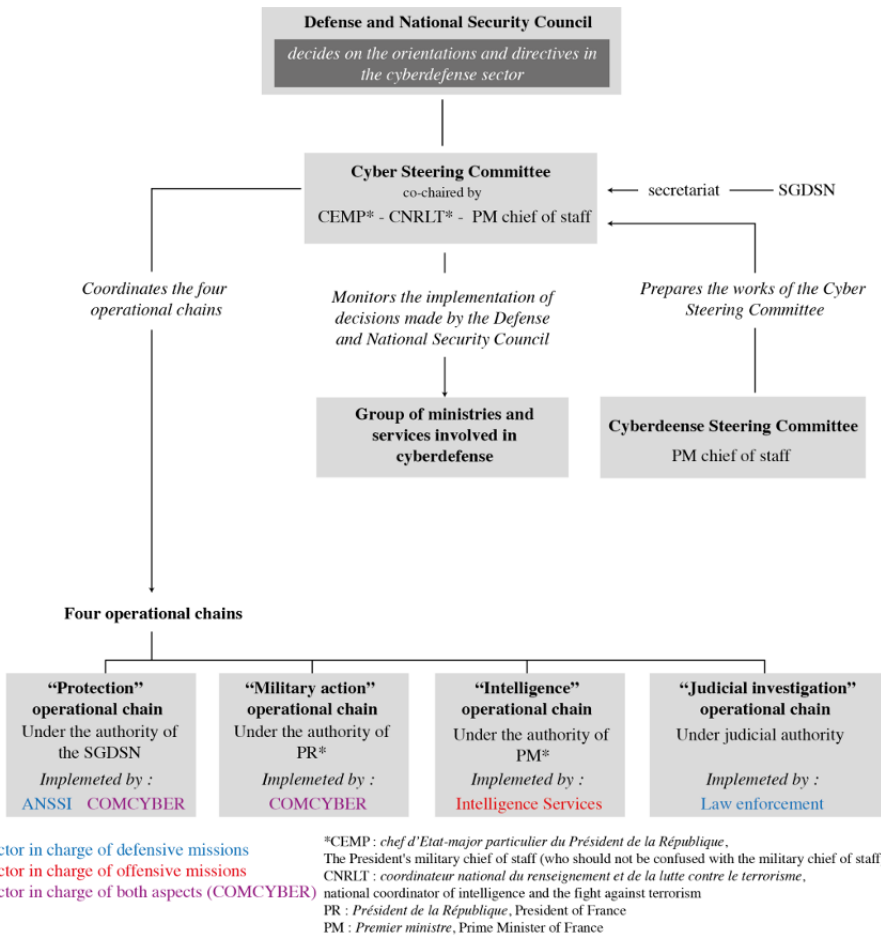 Defense and National Security Council
decides on the orientations and directives in
the cyberdefense sector
Cyber Steering Committee
co-chaired by
CEMP* - CNRLT* - PM chief of staff
secretariat
SGDSN
Coordinates the four
operational chains
Monitors the implementation of
decisions made by the Defense
and National Security Council
Prepares the works of the Cyber
Steering Committee
Group of ministries and
services involved in
cyberdefense
Cyberdeense Steering Committee
PM chief of staff
Four operational chains
“Protection”
operational chain
Under the authority of
the SGDSN
Implemeted by :
ANSSI COMCYBER
“Military action”
operational chain
Under the authority of
PR*
Implemeted by :
COMCYBER
“Intelligence”
operational chain
Under the authority of
PM*
Implemeted by :
Intelligence Services
“Judicial investigation”
operational chain
Under judicial authority
Implemeted by :
Law enforcement
ctor in charge of defensive missions
ctor in charge of offensive missions
ctor in charge of both aspects (COMCYBER)
*CEMP : chef d’Etat-major particulier du Président de la République,
The President's military chief of staff (who should not be confused with the military chief of staff
CNRLT : coordinateur national du renseignement et de la lutte contre le terrorisme,
national coordinator of intelligence and the fight against terrorism
PR : Président de la République, President of France
PM : Premier ministre, Prime Minister of France